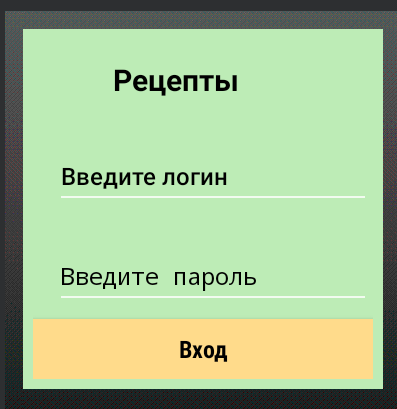 Рецепты
Введите логин
Введите пароль
Вход